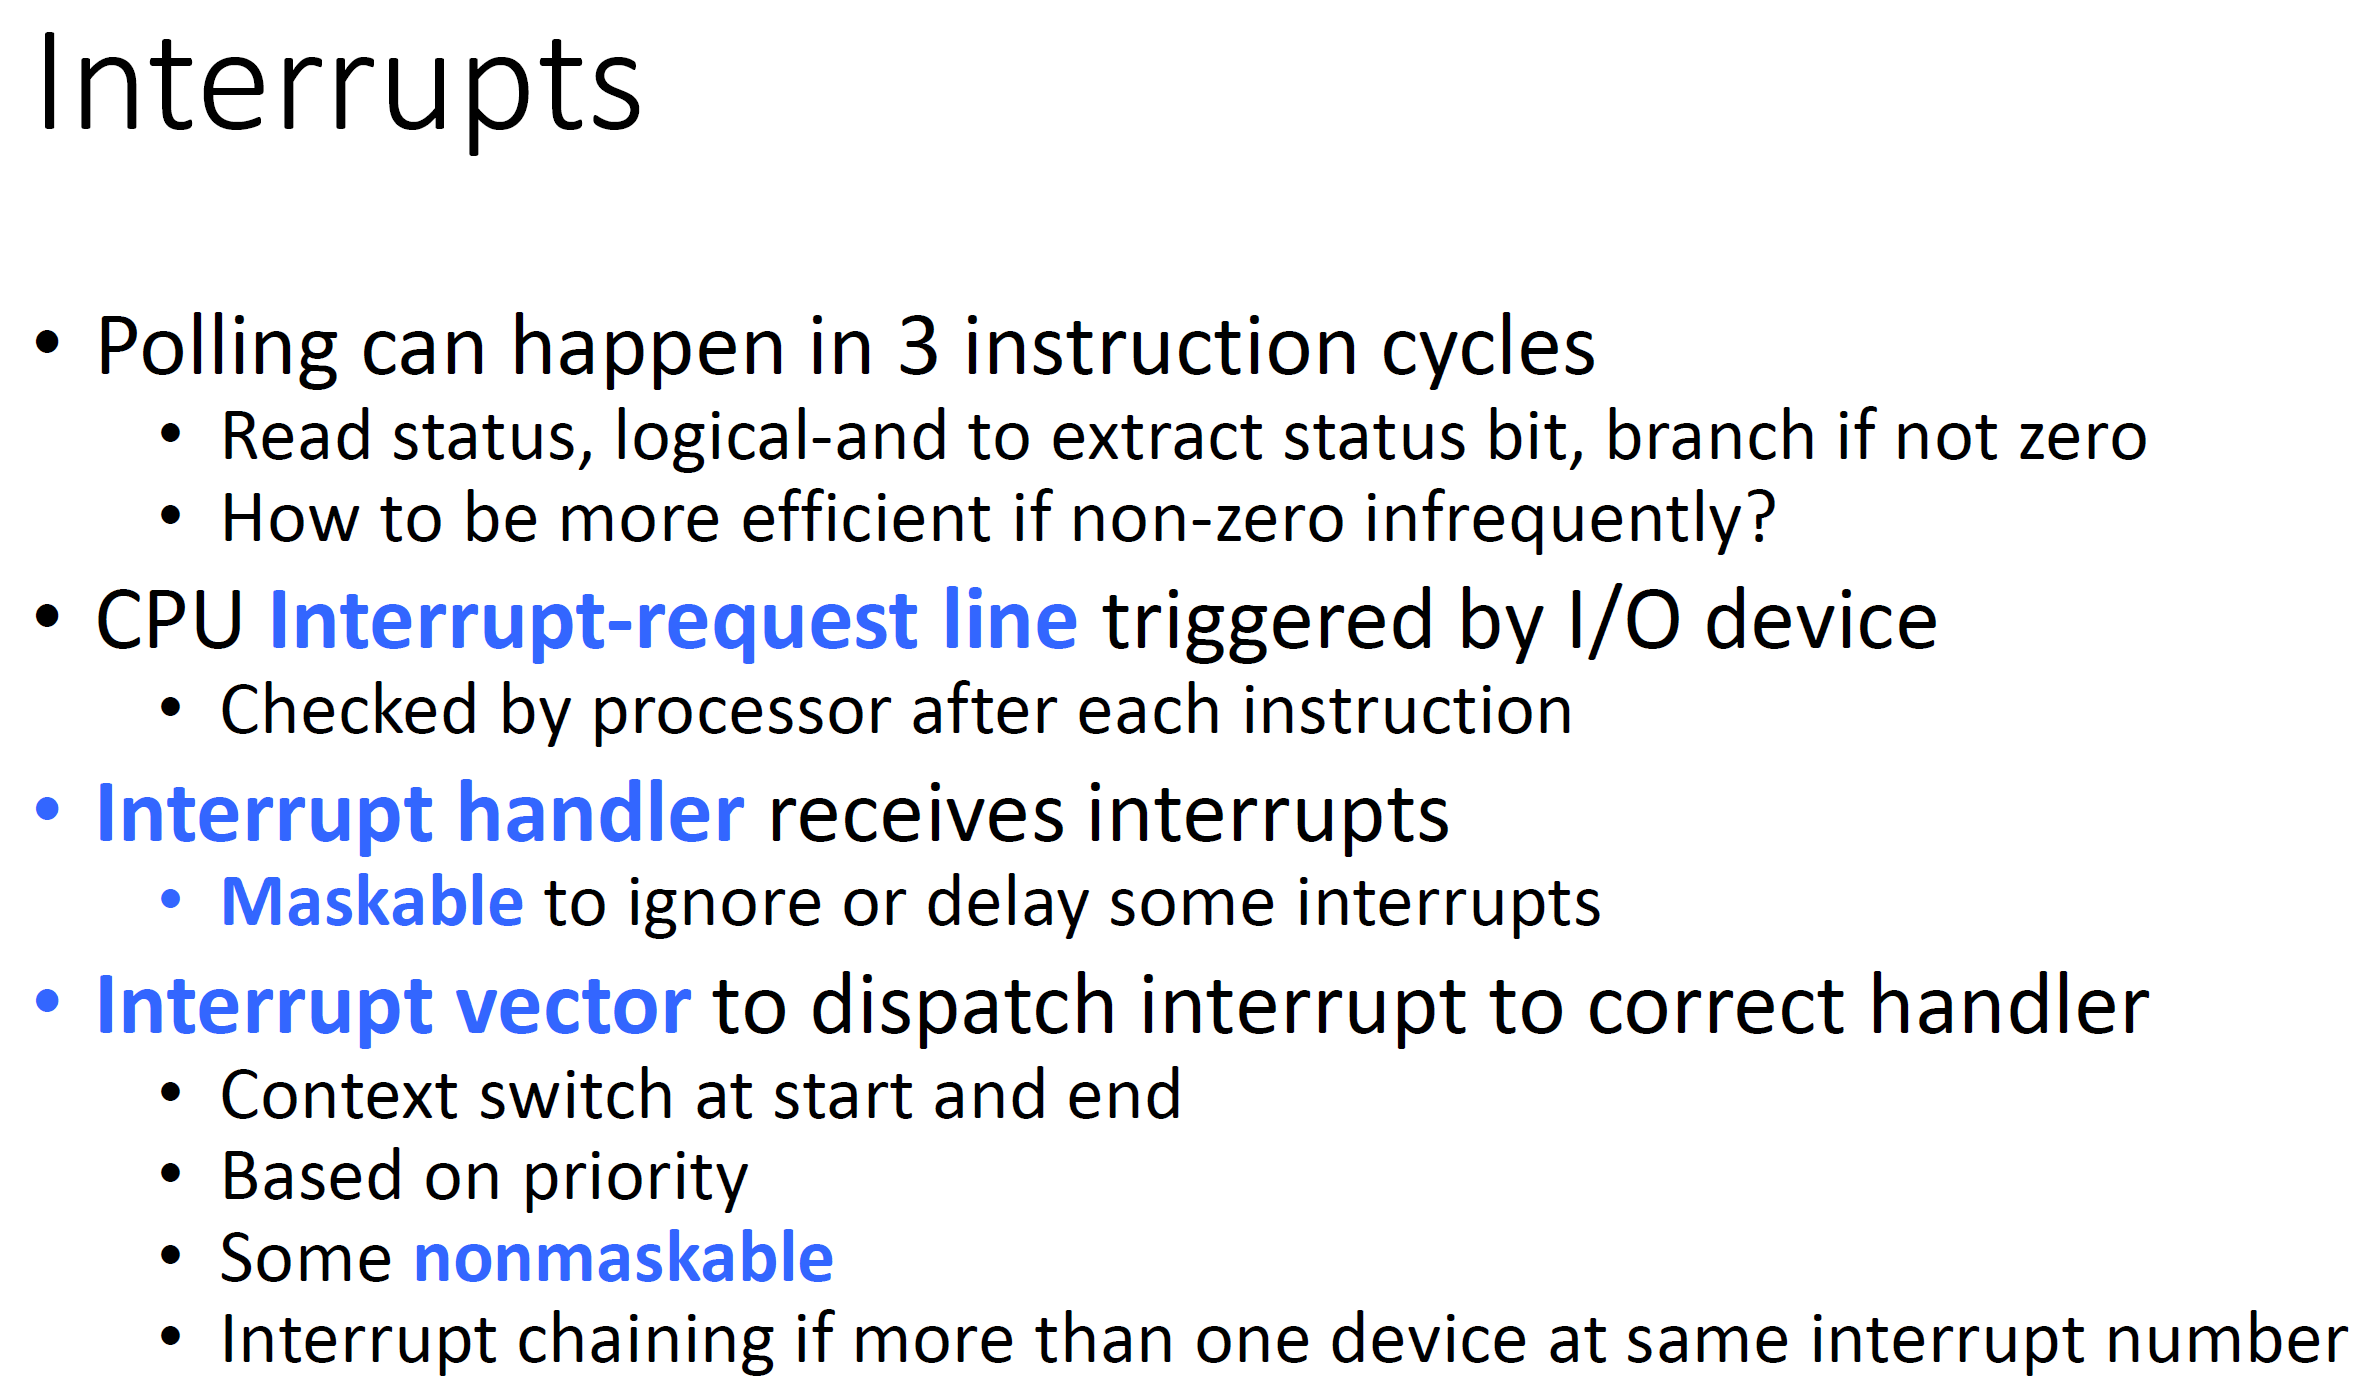 Interrupts
• Polling can happen in 3 instruction cycles
• Read status, logical-and to extract status bit, branch if not zero
• How to be more efficient if non-zero infrequently?
• CPU Interrupt-request line triggered by I/O device
• Checked by processor after each instruction
• Interrupt handler receives interrupts
• Maskable to ignore or delay some interrupts
• Interrupt vector to dispatch interrupt to correct handler
• Context switch at start and end
• Based on priority
• Some nonmaskable
• Interrupt chaining if more than one device at same interrupt number